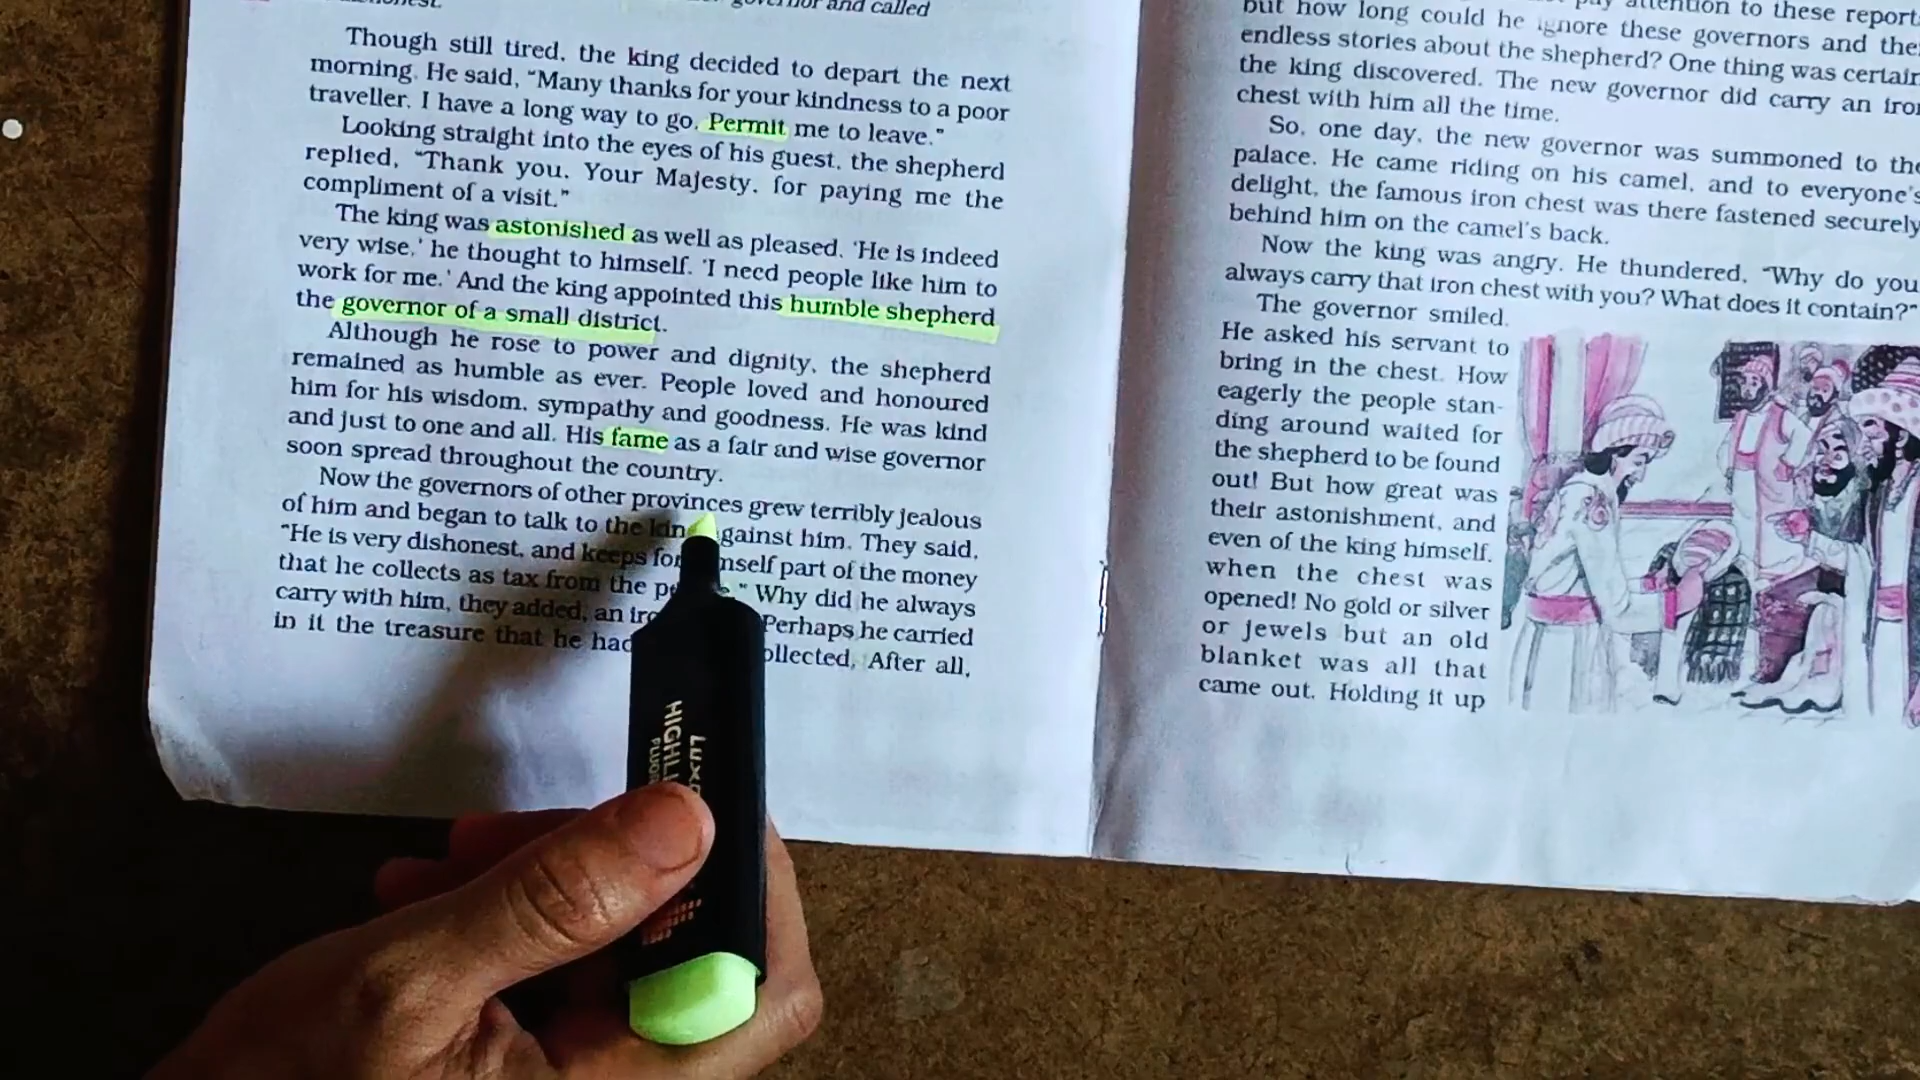 governor and called
Though still tired, the king decided to depart the next
morning. He said, "Many thanks for your kindness to a poor
traveller. I have a long way to go. Permit me to leave."
Looking straight into the eyes of his guest, the shepherd
replied, "Thank you, Your Majesty, for paying me the
compliment of a visit."
The king was astonished as well as pleased. 'He is indeed
very wise,' he thought to himself. 'I need people like him to
work for me.' And the king appointed this humble shepherd
the governor of a small district.
Although he rose to power and dignity, the shepherd
remained as humble as ever. People loved and honoured
him for his wisdom, sympathy and goodness. He was kind
and just to one and all. His fame as a fair and wise governor
soon spread throughout the country.
Now the governors of other provinces grew terribly jealous
of him and began to talk to the against him. They said,
"He is very dishonest, and keeps part of the money
that he collects as tax from the " Why did he always
carry with him, they added, an Perhaps he carried
in it the treasure that he had After all,
attention to these report
but how long could he ignore these governors and
endless stories about the shepherd? One thing was certain
the king discovered. The new governor did carry an iron
chest with him all the time.
So, one day, the new governor was summoned to the
palace. He came riding on his camel, and to everyone's
delight, the famous iron chest was there fastened securely
behind him on the camel's back.
Now the king was angry. He thundered, "Why do you
always carry that iron chest with you? What does it contain?"
The governor smiled.
He asked his servant to
bring in the chest. How
eagerly the people stan-
ding around waited for
the shepherd to be found
out! But how great was
their astonishment, and
even of the king himself,
when the chest was
opened! No gold or silver
or jewels but an old
blanket was all that
came out. Holding it up
LUXO
HIGHL